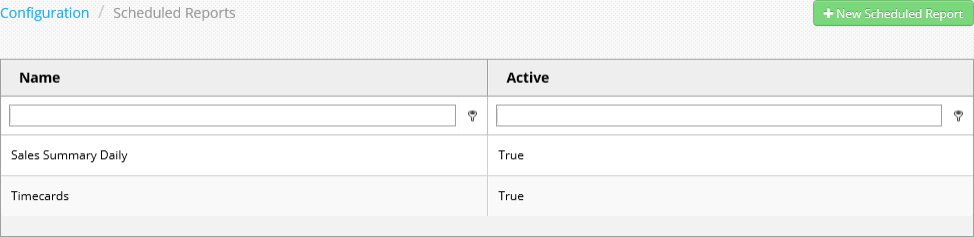 Configuration / Scheduled Reports
New Scheduled Report
Name Active
Sales Summary Daily True
Timecards True